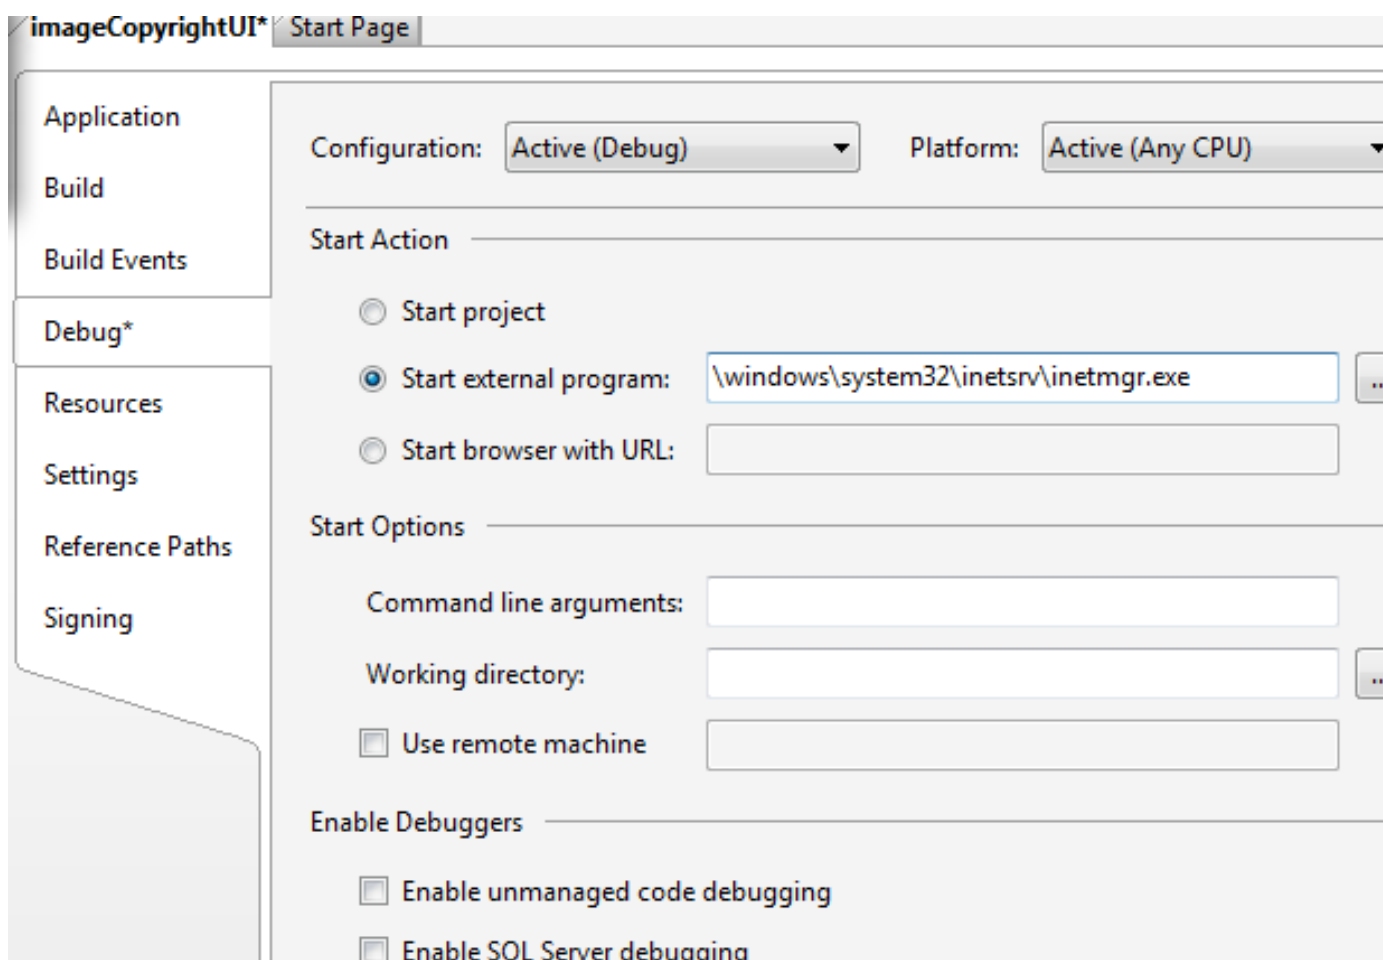 imageCopyrightUI* Start Page
Application
Build
Build Events
Debug*
Resources
Settings
Reference Paths
Signing
Configuration: Active (Debug) Platform: Active (Any CPU)
Start Action
Start project
Start external program: \windows\system32\inetsrv\inetmgr.exe ..
Start browser with URL:
Start Options
Command line arguments:
Working directory: ..
Use remote machine
Enable Debuggers
Enable unmanaged code debugging
Enable SQL Server debugging